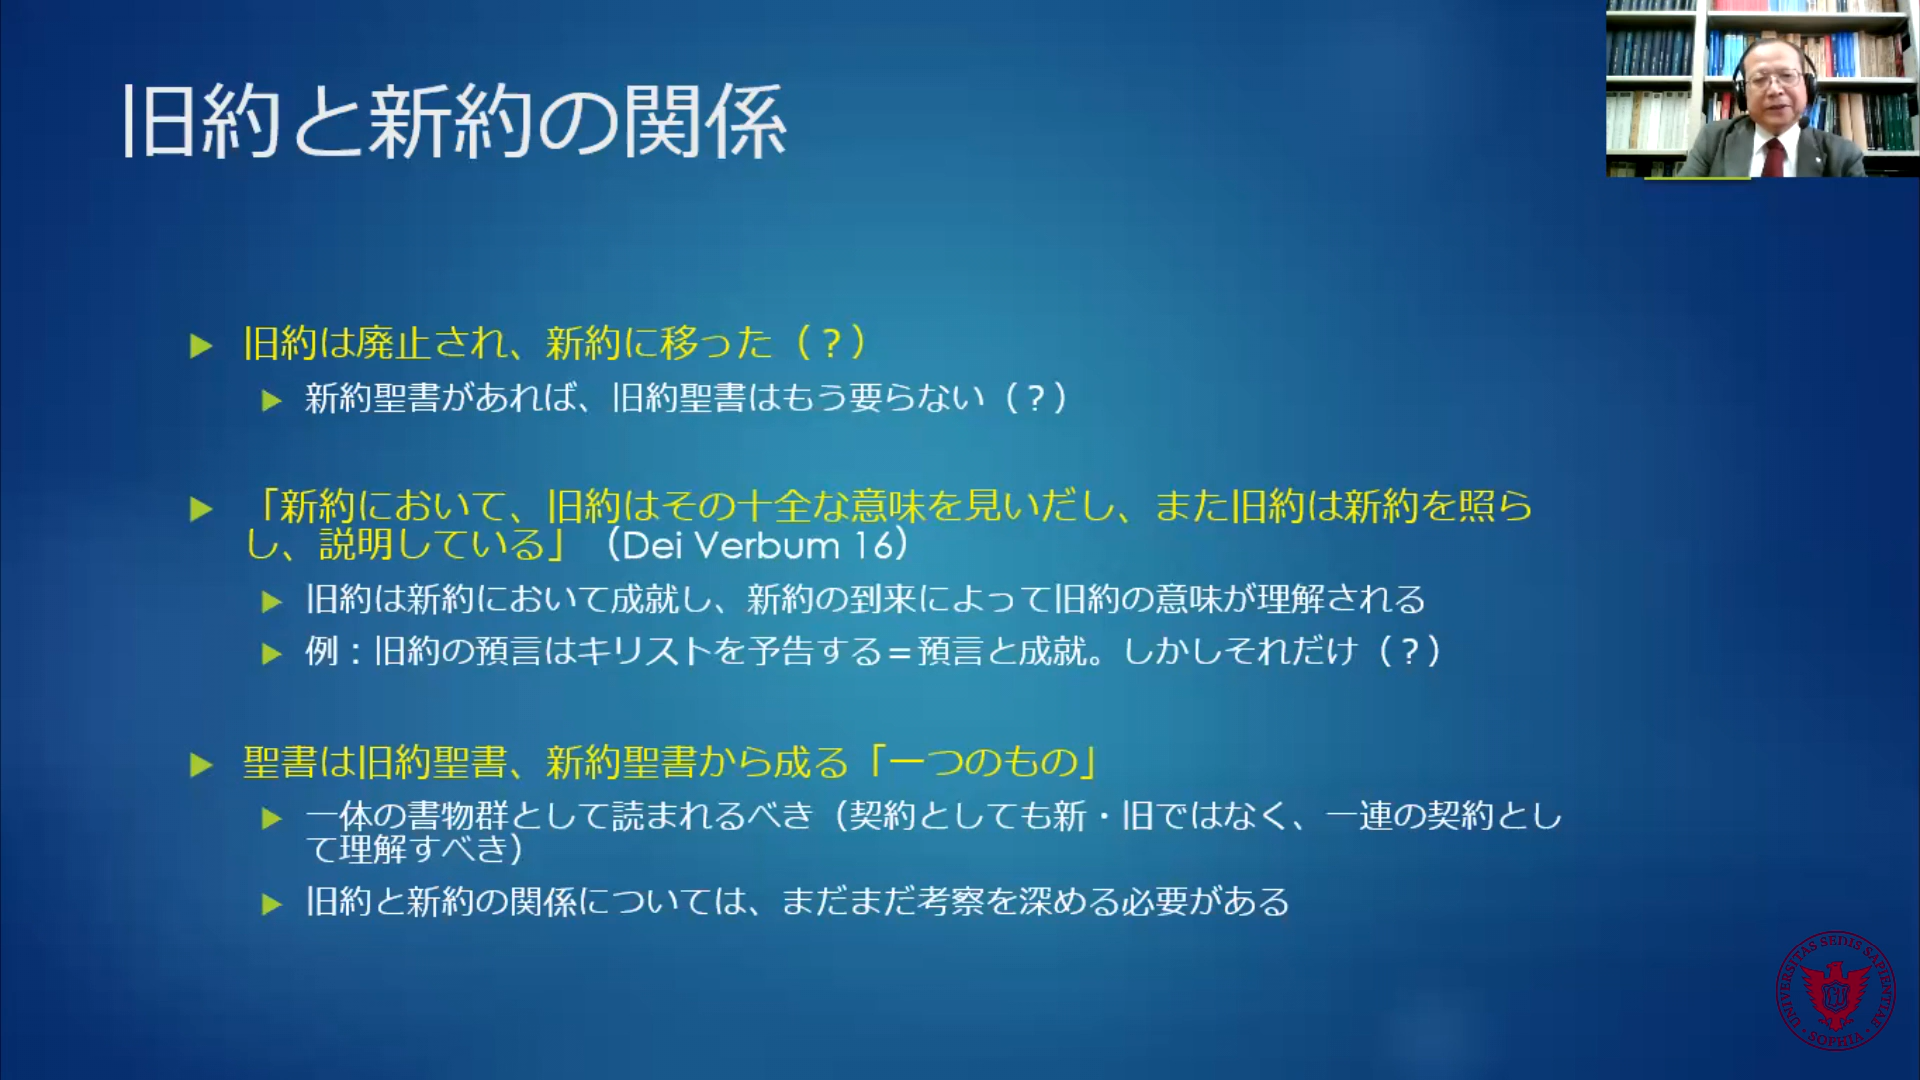 旧約と新約の関係
旧約は廃止され、新約に移った（？）
新約聖書があれば、旧約聖書はもう要らない（？）
「新約において、旧約はその十全な意味を見いだし、また旧約は新約を照ら
し、説明している」（Dei Verbum 16）
旧約は新約において成就し、新約の到来によって旧約の意味が理解される
例：旧約の預言はキリストを予告する＝預言と成就。しかしそれだけ（？）
聖書は旧約聖書、新約聖書から成る「一つのもの」
一体の書物群として読まれるべき（契約としても新・旧ではなく、一連の契約とし
て理解すべき）
旧約と新約の関係については、まだまだ考察を深める必要がある
UNIVERSITAS SEDIS SAPIENTIAE
SOPHIA